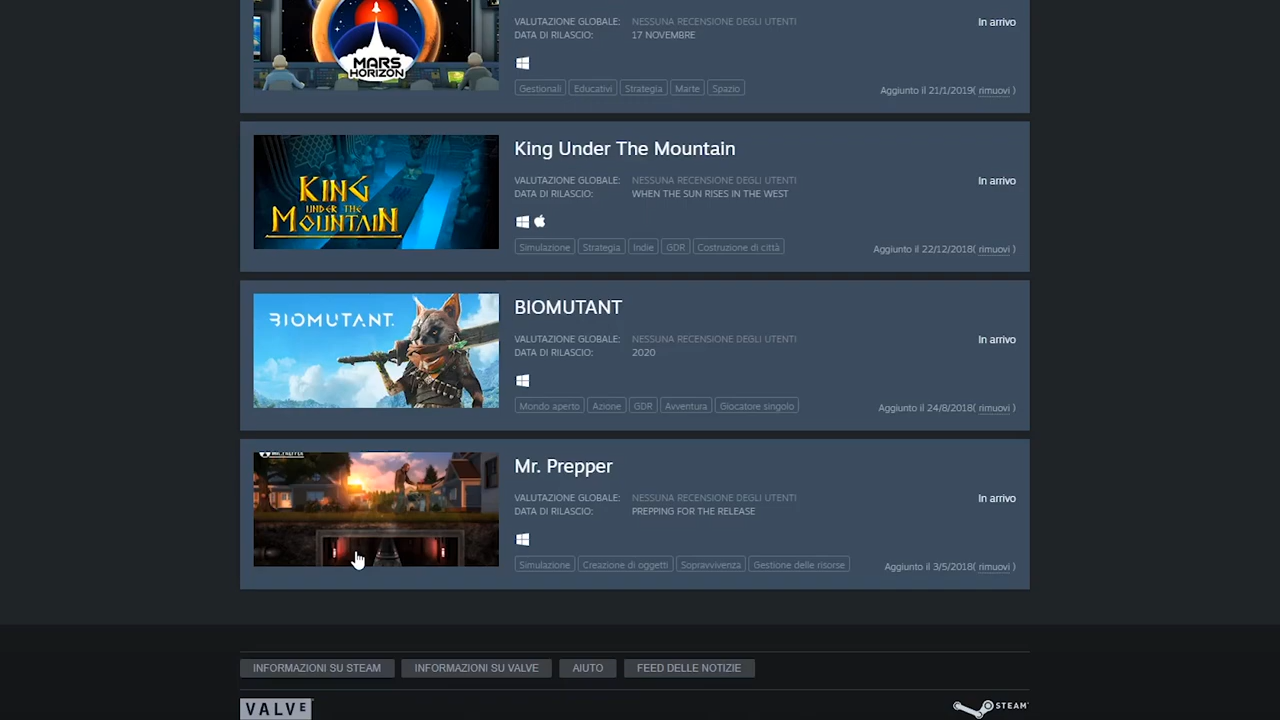 VALUTAZIONE GLOBALE: NESSUNA RECENSIONE DEGLI UTENTI
In arrivo
DATA DI RILASCIO: 17 NOVEMBRE
MARS
HORIZON
Gestionali Educativi Strategia Marte Spazio
Aggiunto il 21/1/2019( rimuovi )
KING
UNDER THE
MOUNTAIN
King Under The Mountain
VALUTAZIONE GLOBALE: NESSUNA RECENSIONE DEGLI UTENTI
In arrivo
DATA DI RILASCIO: WHEN THE SUN RISES IN THE WEST
Simulazione Strategia Indie GDR Costruzione di città
Aggiunto il 22/12/2018( rimuovi )
BIOMUTANT.
BIOMUTANT
VALUTAZIONE GLOBALE: NESSUNA RECENSIONE DEGLI UTENTI
In arrivo
DATA DI RILASCIO: 2020
Mondo aperto Azione GDR Avventura Giocatore singolo
Aggiunto il 24/8/2018( rimuovi )
Mr. Prepper
VALUTAZIONE GLOBALE: NESSUNA RECENSIONE DEGLI UTENTI
In arrivo
DATA DI RILASCIO: PREPPING FOR THE RELEASE
Simulazione Creazione di oggetti Sopravvivenza Gestione delle risorse
Aggiunto il 3/5/2018( rimuovi )
INFORMAZIONI SU STEAM INFORMAZIONI SU VALVE AIUTO FEED DELLE NOTIZIE
VALVE
STEAM